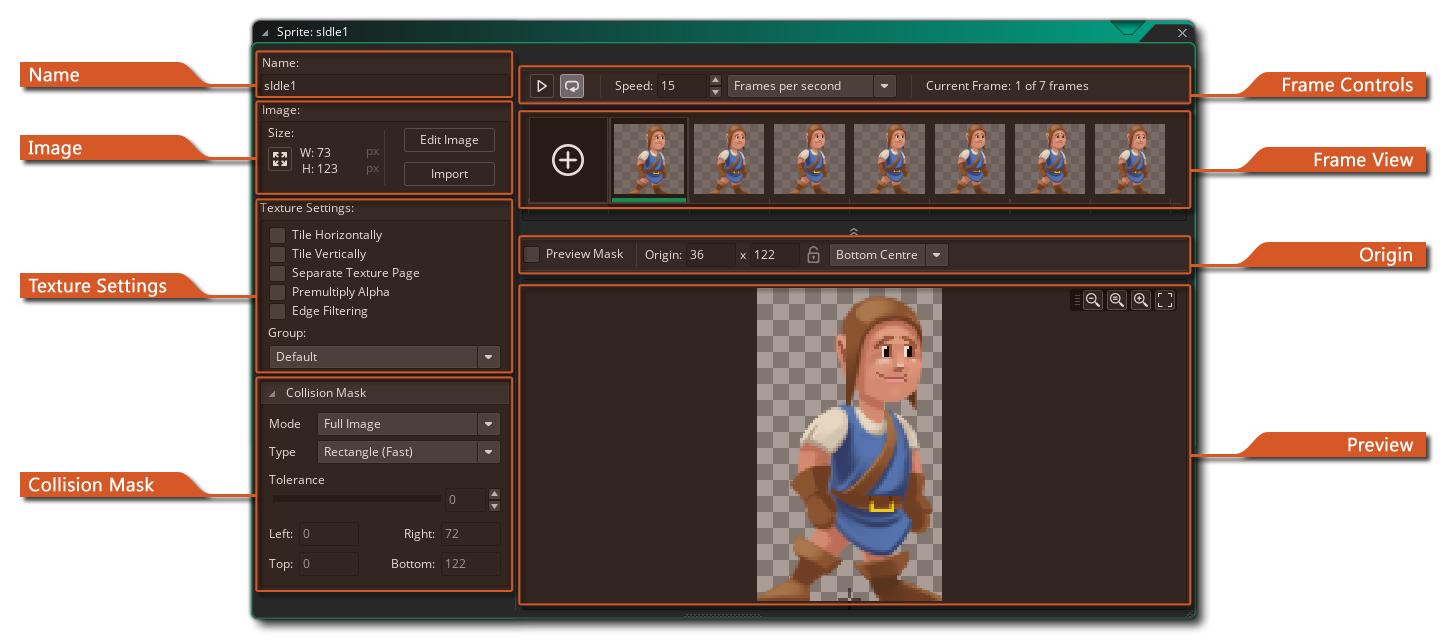 Sprite: sIdle1
Name
Name:
sIdle1
Image
Image:
Size:
W: 73 px
H: 123 px
Edit Image
Import
Texture Settings
Texture Settings:
Tile Horizontally
Tile Vertically
Separate Texture Page
Premultiply Alpha
Edge Filtering
Group:
Default
Collision Mask
Collision Mask
Mode Full Image
Type Rectangle (Fast)
Tolerance
0
Left: 0 Right: 72
Top: 0 Bottom: 122
Speed: 15 Frames per second Current Frame: 1 of 7 frames
Frame Controls
Frame View
Preview Mask Origin: 36 x 122 Bottom Centre
Origin
Preview